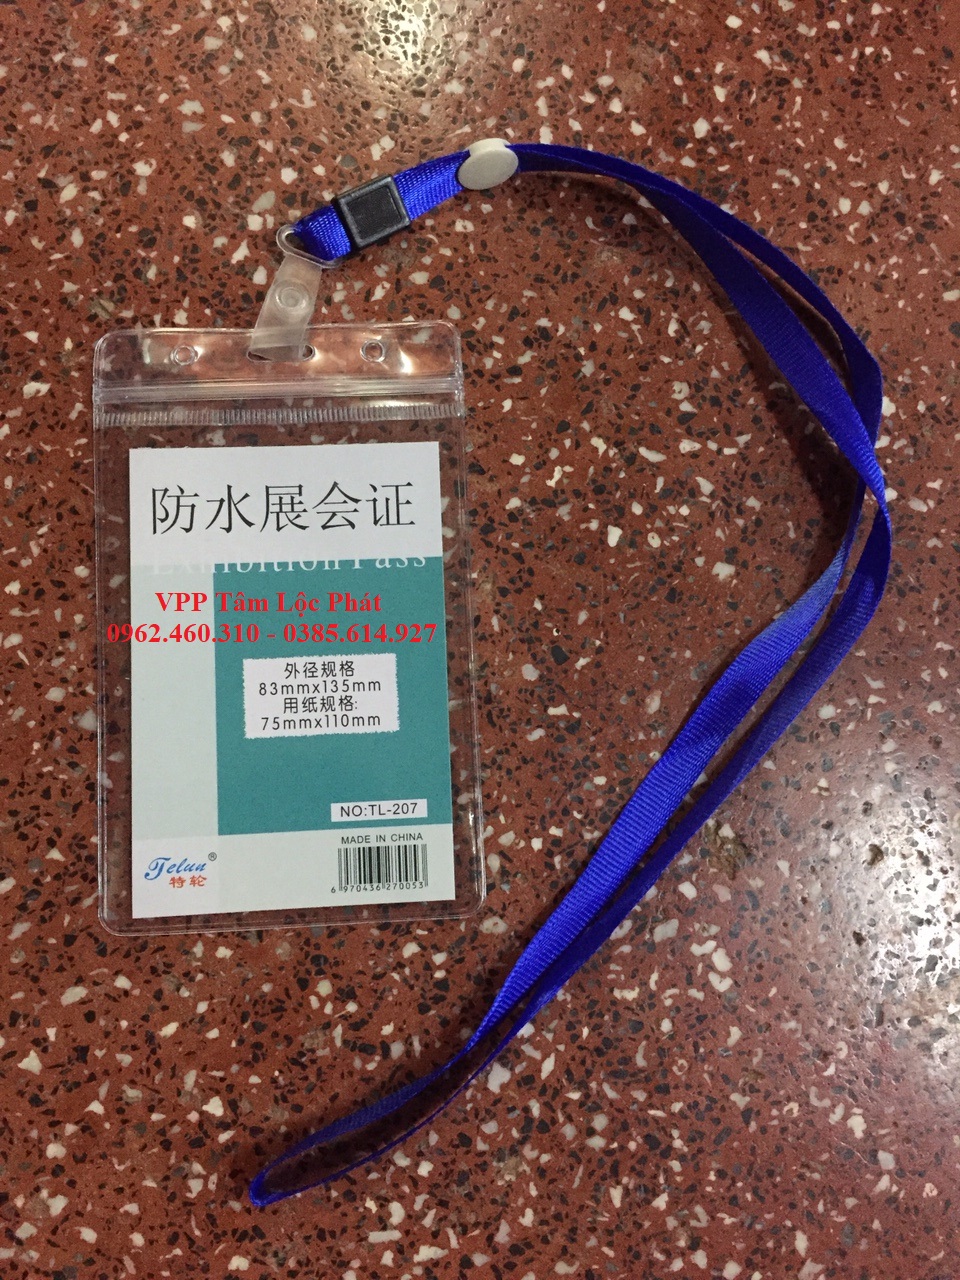 防水展会证
Exhibition Pass
VPP Tâm Lộc Phát
0962.460.310 - 0385.614.927
外径规格
83mmx135mm
用纸规格:
75mmx110mm
NO:TL-207
MADE IN CHINA
Telun®
特轮
6 970436 270053